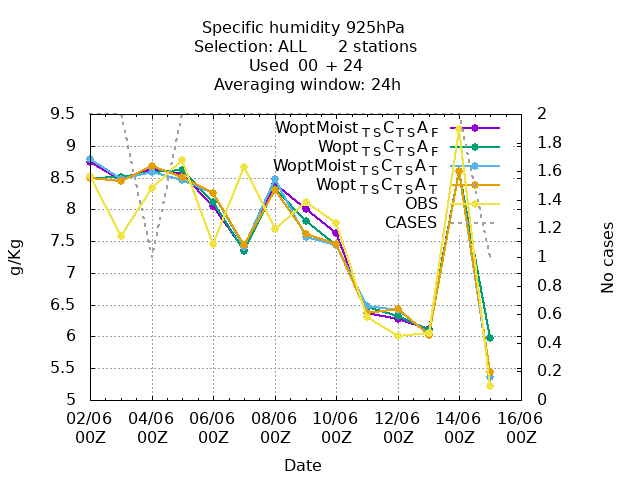 Specific humidity 925hPa
Selection: ALL 2 stations
Used 00 + 24
Averaging window: 24h
WoptMoist TS C TS A F
Wopt TS C TS A F
WoptMoist TS C TS A T
Wopt TS C TS A T
OBS
CASES
9.5
9
8.5
8
7.5
7
6.5
6
5.5
5
g/Kg
2
1.8
1.6
1.4
1.2
1
0.8
0.6
0.4
0.2
0
No cases
02/06 04/06 06/06 08/06 10/06 12/06 14/06 16/06
00Z 00Z 00Z 00Z 00Z 00Z 00Z 00Z
Date